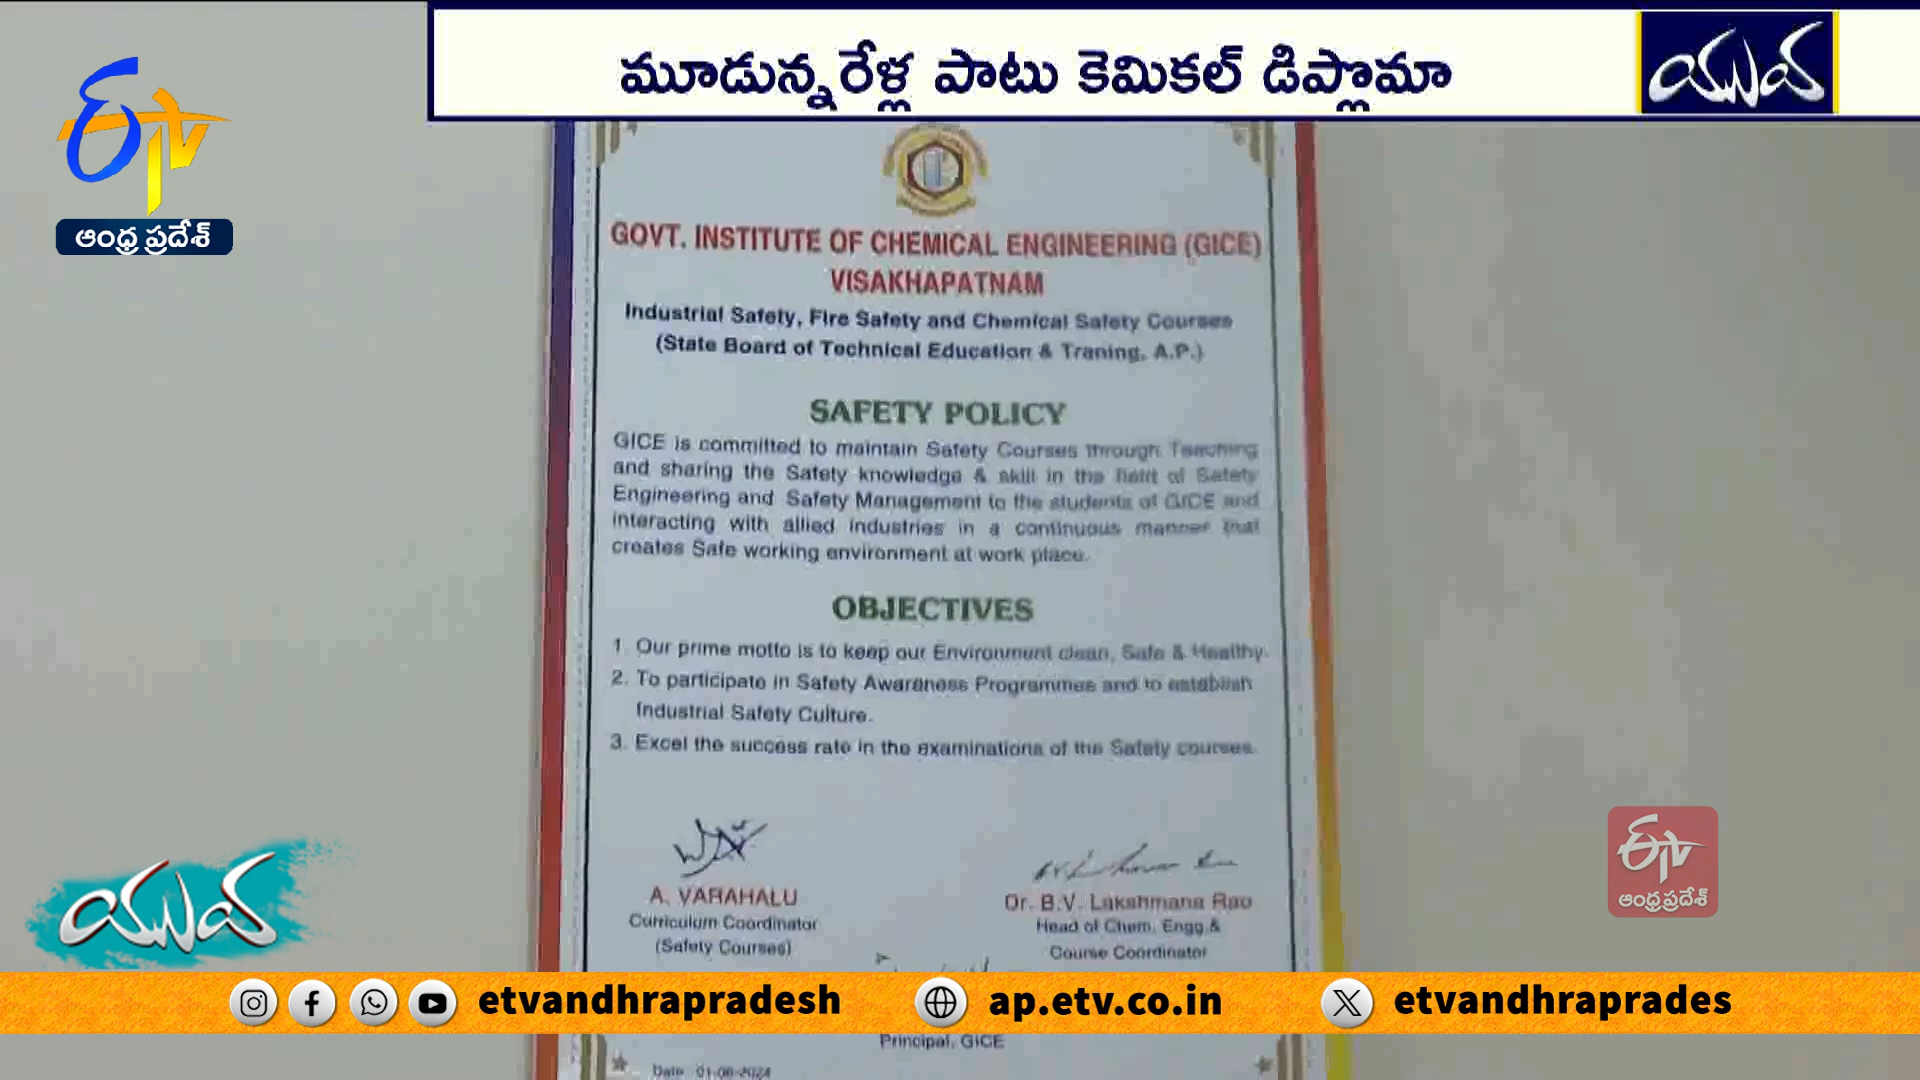 మూడున్నరేళ్ల పాటు కెమికల్ డిప్లొమా
యువ
ETV
ఆంధ్ర ప్రదేశ్
GOVT. INSTITUTE OF CHEMICAL ENGINEERING (GICE)
VISAKHAPATNAM
Industrial Safety, Fire Safety and Chemical Safety Courses
(State Board of Technical Education & Traning, A.P.)
SAFETY POLICY
GICE is committed to maintain Safety Courses through Teaching
and sharing the Safety knowledge & skill in the field of Safety
Engineering and Safety Management to the students of GICE and
interacting with allied industries in a continuous manner that
creates Safe working environment at work place.
OBJECTIVES
1. Our prime motto is to keep our Environment clean, Safe & Healthy.
2. To participate in Safety Awareness Programmes and to establish
Industrial Safety Culture.
3. Excel the success rate in the examinations of the Safety courses.
A. VARAHALU
Curriculum Coordinator
(Safety Courses)
Dr. B.V. Lakshmana Rao
Head of Chem. Engg &
Course Coordinator
ETV
ఆంధ్రప్రదేశ్
యువ
etvandhrapradesh
ap.etv.co.in
etvandhraprades
Principal, GICE
Date 01-06-2024